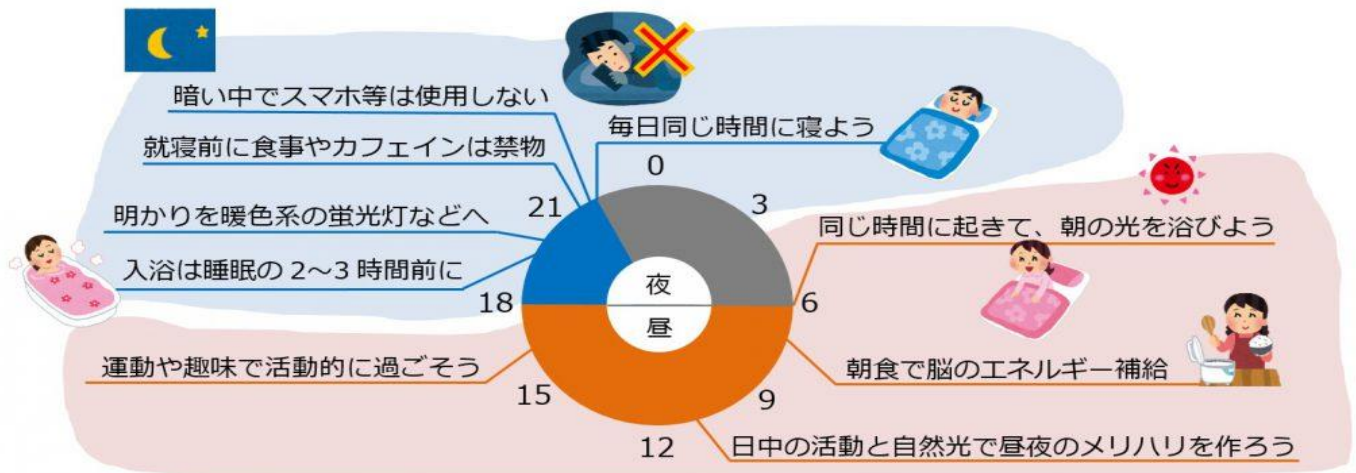 暗い中でスマホ等は使用しない
毎日同じ時間に寝よう
就寝前に食事やカフェインは禁物
0
明かりを暖色系の蛍光灯などへ
21
3
同じ時間に起きて、朝の光を浴びよう
入浴は睡眠の2~3時間前に
夜
18
6
昼
運動や趣味で活動的に過ごそう
朝食で脳のエネルギー補給
15
9
12
日中の活動と自然光で昼夜のメリハリを作ろう